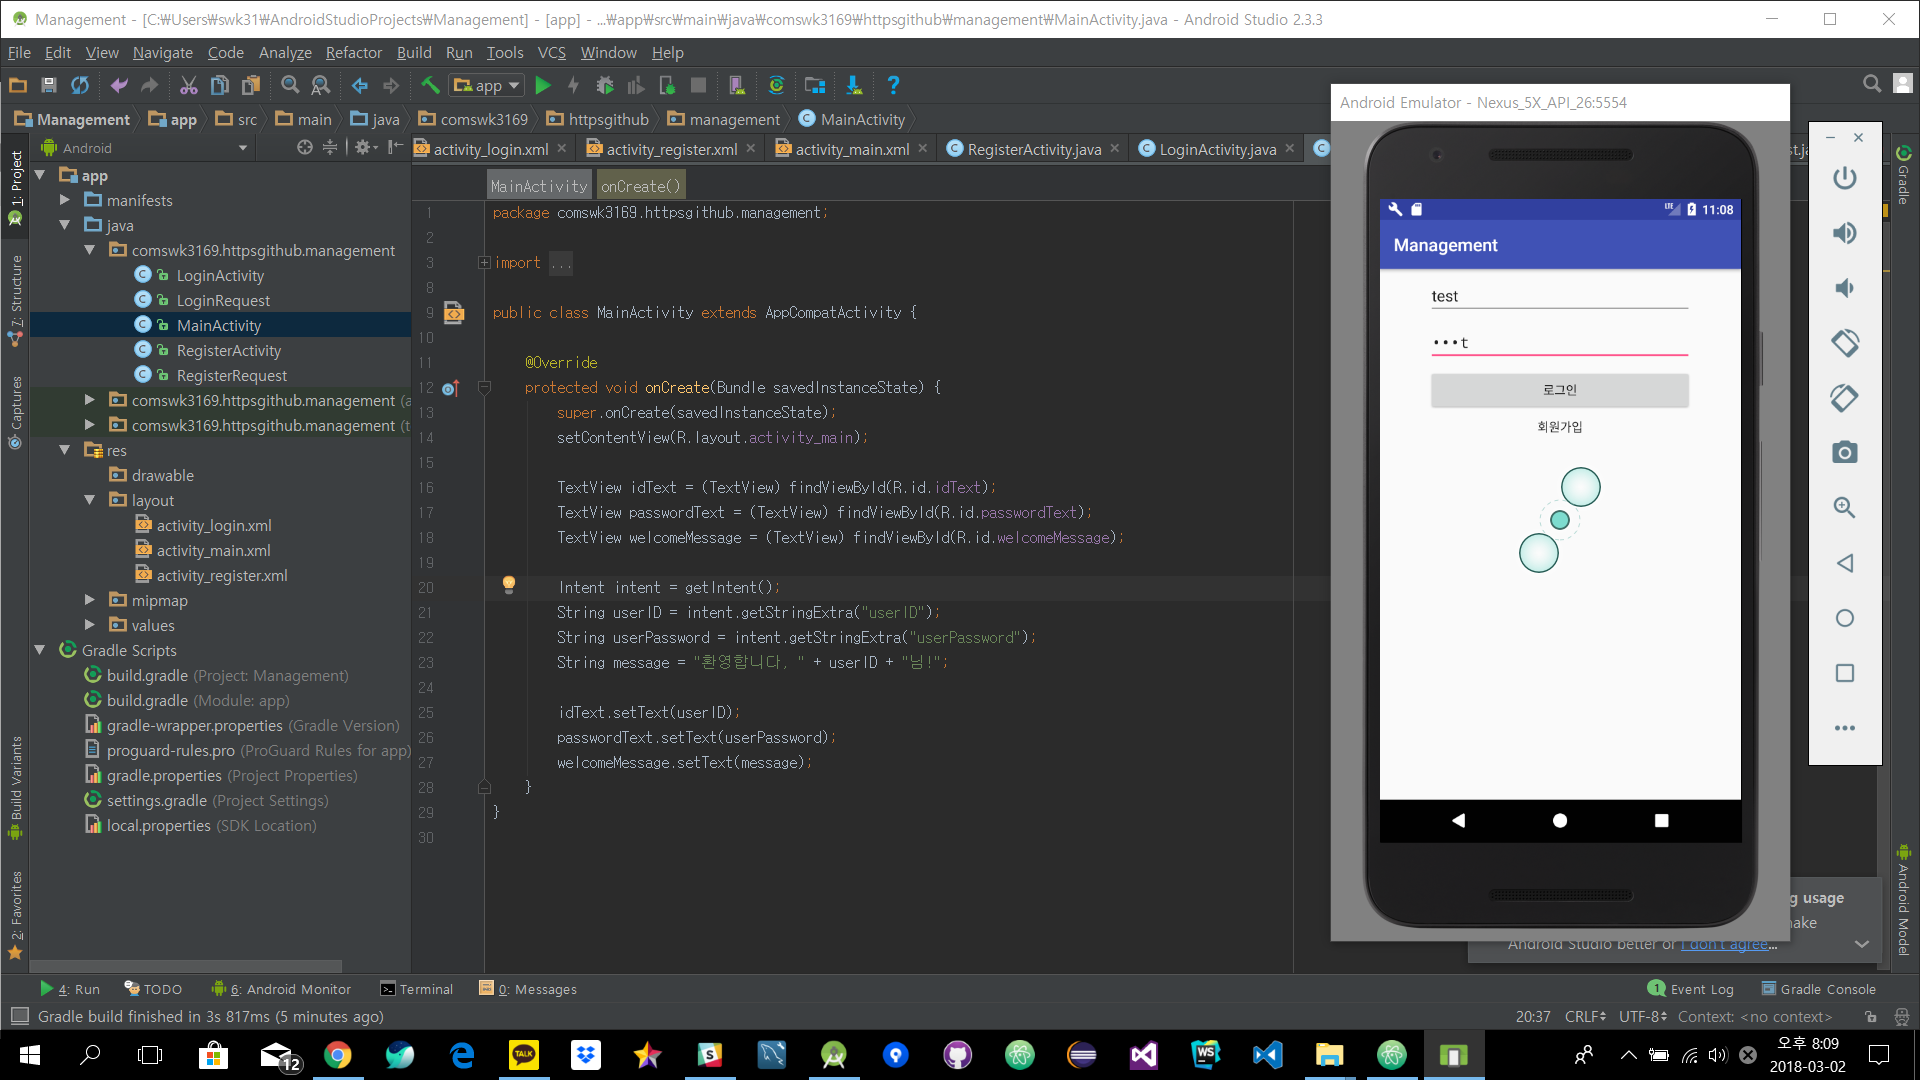 Management - [C:₩Users₩swk31₩AndroidStudioProjects₩Management] - [app] - ...₩app₩src₩main₩java₩comswk3169₩httpsgithub₩management₩MainActivity.java - Android Studio 2.3.3
File Edit View Navigate Code Analyze Refactor Build Run Tools VCS Window Help
app
Management app src main java comswk3169 httpsgithub management MainActivity
Android
activity_login.xml activity_register.xml activity_main.xml RegisterActivity.java LoginActivity.java
1: Project
7: Structure
Captures
Build Variants
2: Favorites
app
manifests
java
comswk3169.httpsgithub.management
LoginActivity
LoginRequest
MainActivity
RegisterActivity
RegisterRequest
comswk3169.httpsgithub.management (a
comswk3169.httpsgithub.management (t
res
drawable
layout
activity_login.xml
activity_main.xml
activity_register.xml
mipmap
values
Gradle Scripts
build.gradle (Project: Management)
build.gradle (Module: app)
gradle-wrapper.properties (Gradle Version)
proguard-rules.pro (ProGuard Rules for app)
gradle.properties (Project Properties)
settings.gradle (Project Settings)
local.properties (SDK Location)
MainActivity onCreate()
1 package comswk3169.httpsgithub.management;
2
3 import ...
8
9 public class MainActivity extends AppCompatActivity {
10
11 @Override
12 protected void onCreate(Bundle savedInstanceState) {
13 super.onCreate(savedInstanceState);
14 setContentView(R.layout.activity_main);
15
16 TextView idText = (TextView) findViewById(R.id.idText);
17 TextView passwordText = (TextView) findViewById(R.id.passwordText);
18 TextView welcomeMessage = (TextView) findViewById(R.id.welcomeMessage);
19
20 Intent intent = getIntent();
21 String userID = intent.getStringExtra("userID");
22 String userPassword = intent.getStringExtra("userPassword");
23 String message = "환영합니다, " + userID + "님!";
24
25 idText.setText(userID);
26 passwordText.setText(userPassword);
27 welcomeMessage.setText(message);
28 }
29 }
30
Android Emulator - Nexus_5X_API_26:5554
LTE 11:08
Management
test
•••t
로그인
회원가입
st.ja
Gradle
Android Model
g usage
nake
Android Studio better or I don't agree...
4: Run TODO 6: Android Monitor Terminal 0: Messages
1 Event Log Gradle Console
Gradle build finished in 3s 817ms (5 minutes ago)
20:37 CRLF UTF-8 Context: <no context>
12
TALK
WS
오후 8:09
2018-03-02